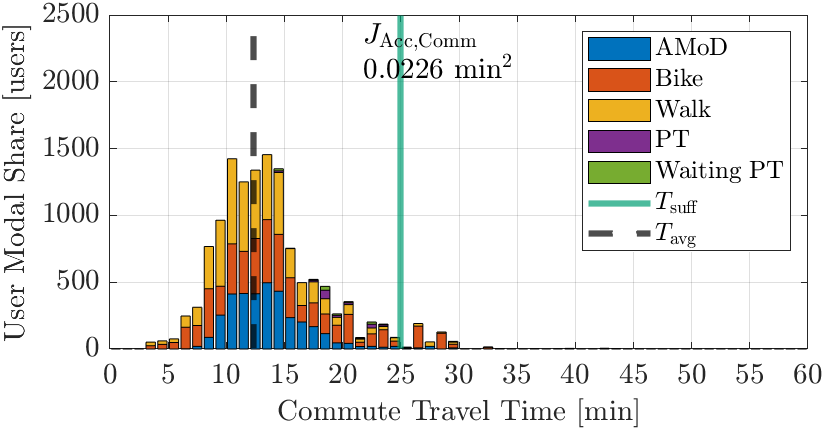 2500
2000
1500
1000
500
0
User Modal Share [users]
J_Acc,Comm
0.0226 min²
AMoD
Bike
Walk
PT
Waiting PT
T_suff
T_avg
0 5 10 15 20 25 30 35 40 45 50 55 60
Commute Travel Time [min]